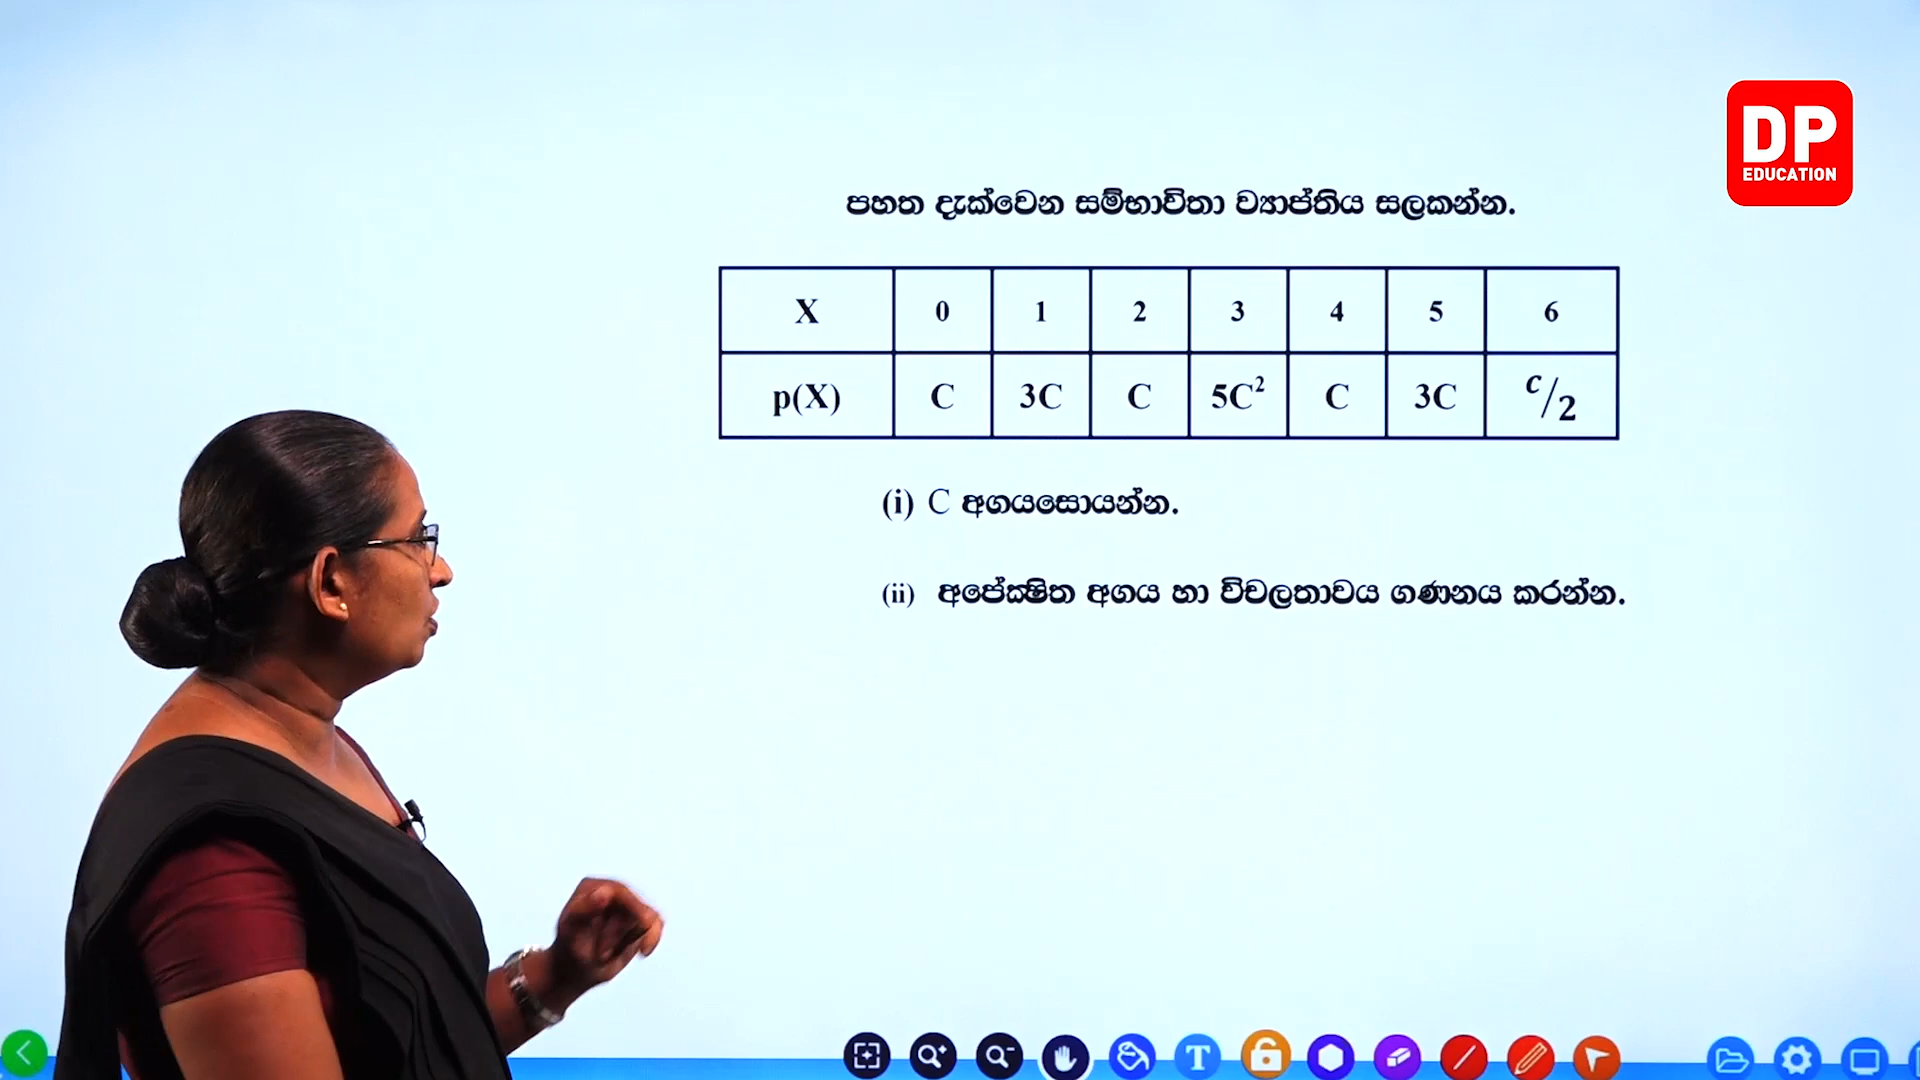 DP
EDUCATION
පහත දැක්වෙන සම්භාවිතා ව්‍යාප්තිය සලකන්න.
X 0 1 2 3 4 5 6
p(X) C 3C C 5C² C 3C c/2
(i) C අගයසොයන්න.
(ii) අපේක්ෂිත අගය හා විචලතාවය ගණනය කරන්න.
T